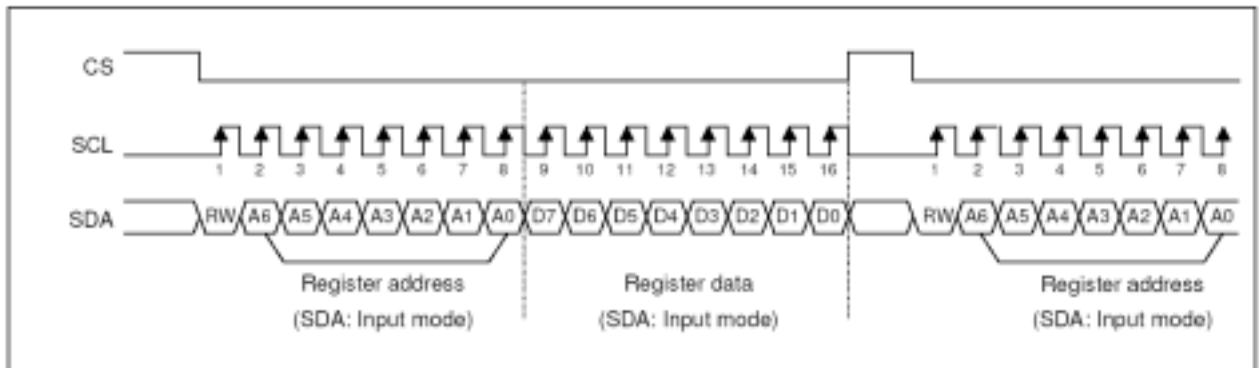 CS
SCL
1 2 3 4 5 6 7 8 9 10 11 12 13 14 15 16 1 2 3 4 5 6 7 8
SDA RW A6 A5 A4 A3 A2 A1 A0 D7 D6 D5 D4 D3 D2 D1 D0 RW A6 A5 A4 A3 A2 A1 A0
Register address Register data Register address
(SDA: Input mode) (SDA: Input mode) (SDA: Input mode)